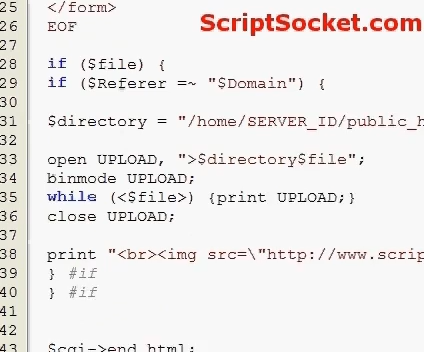 25 </form>
ScriptSocket.com
26 EOF
27
28 if ($file) {
29 if ($Referer =~ "$Domain") {
30
31 $directory = "/home/SERVER_ID/public_h
32
33 open UPLOAD, ">$directory$file";
34 binmode UPLOAD;
35 while (<$file>) {print UPLOAD;}
36 close UPLOAD;
37
38 print "<br><img src=\"http://www.scrip
39 } #if
40 } #if
41
42
43 $cgi->end_html;